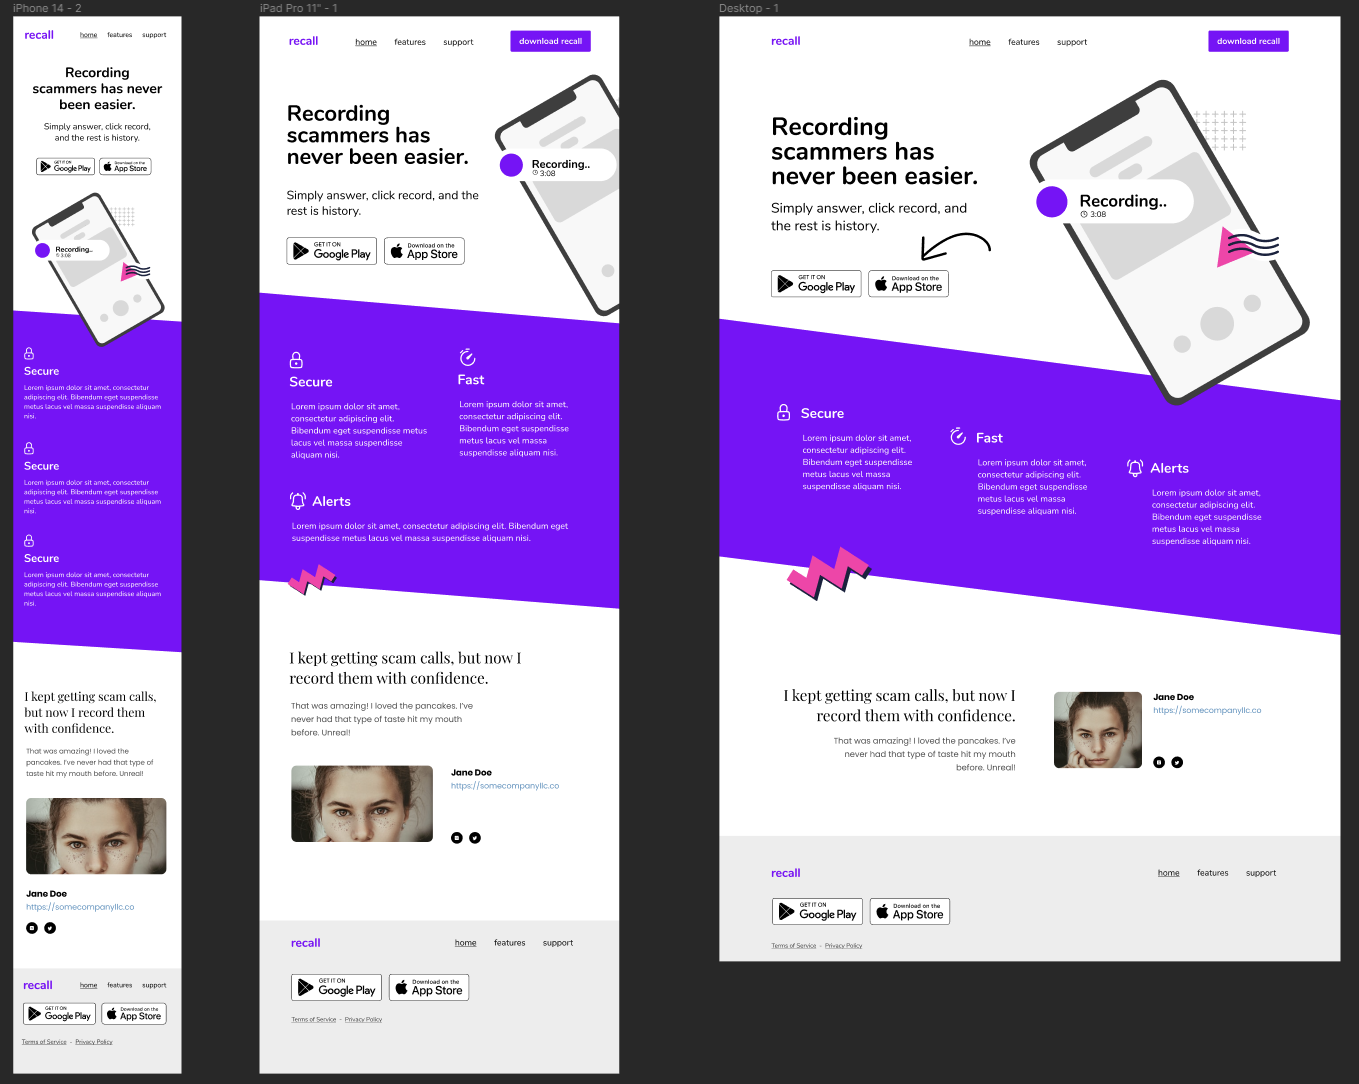 iPhone 14 - 2
recall
home features support
Recording
scammers has never
been easier.
Simply answer, click record,
and the rest is history.
GET IT ON
Google Play
Download on the
App Store
Recording..
3:08
Secure
Lorem ipsum dolor sit amet, consectetur
adipiscing elit. Bibendum eget suspendisse
metus lacus vel massa suspendisse aliquam
nisi.
Secure
Lorem ipsum dolor sit amet, consectetur
adipiscing elit. Bibendum eget suspendisse
metus lacus vel massa suspendisse aliquam
nisi.
Secure
Lorem ipsum dolor sit amet, consectetur
adipiscing elit. Bibendum eget suspendisse
metus lacus vel massa suspendisse aliquam
nisi.
I kept getting scam calls,
but now I record them
with confidence.
That was amazing! I loved the
pancakes. I've never had that type of
taste hit my mouth before. Unreal!
Jane Doe
https://somecompanyllc.co
recall
home features support
GET IT ON
Google Play
Download on the
App Store
Terms of Service - Privacy Policy
iPad Pro 11" - 1
recall
home features support
download recall
Recording
scammers has
never been easier.
Simply answer, click record, and the
rest is history.
GET IT ON
Google Play
Download on the
App Store
Recording..
3:08
Secure
Lorem ipsum dolor sit amet,
consectetur adipiscing elit.
Bibendum eget suspendisse metus
lacus vel massa suspendisse
aliquam nisi.
Fast
Lorem ipsum dolor sit amet,
consectetur adipiscing elit.
Bibendum eget suspendisse
metus lacus vel massa
suspendisse aliquam nisi.
Alerts
Lorem ipsum dolor sit amet, consectetur adipiscing elit. Bibendum eget
suspendisse metus lacus vel massa suspendisse aliquam nisi.
I kept getting scam calls, but now I
record them with confidence.
That was amazing! I loved the pancakes. I've
never had that type of taste hit my mouth
before. Unreal!
Jane Doe
https://somecompanyllc.co
recall
home features support
GET IT ON
Google Play
Download on the
App Store
Terms of Service - Privacy Policy
Desktop - 1
recall
home features support
download recall
Recording
scammers has
never been easier.
Simply answer, click record, and
the rest is history.
GET IT ON
Google Play
Download on the
App Store
Recording..
3:08
Secure
Lorem ipsum dolor sit amet,
consectetur adipiscing elit.
Bibendum eget suspendisse
metus lacus vel massa
suspendisse aliquam nisi.
Fast
Lorem ipsum dolor sit amet,
consectetur adipiscing elit.
Bibendum eget suspendisse
metus lacus vel massa
suspendisse aliquam nisi.
Alerts
Lorem ipsum dolor sit amet,
consectetur adipiscing elit.
Bibendum eget suspendisse
metus lacus vel massa
suspendisse aliquam nisi.
I kept getting scam calls, but now I
record them with confidence.
That was amazing! I loved the pancakes. I've
never had that type of taste hit my mouth
before. Unreal!
Jane Doe
https://somecompanyllc.co
recall
home features support
GET IT ON
Google Play
Download on the
App Store
Terms of Service - Privacy Policy